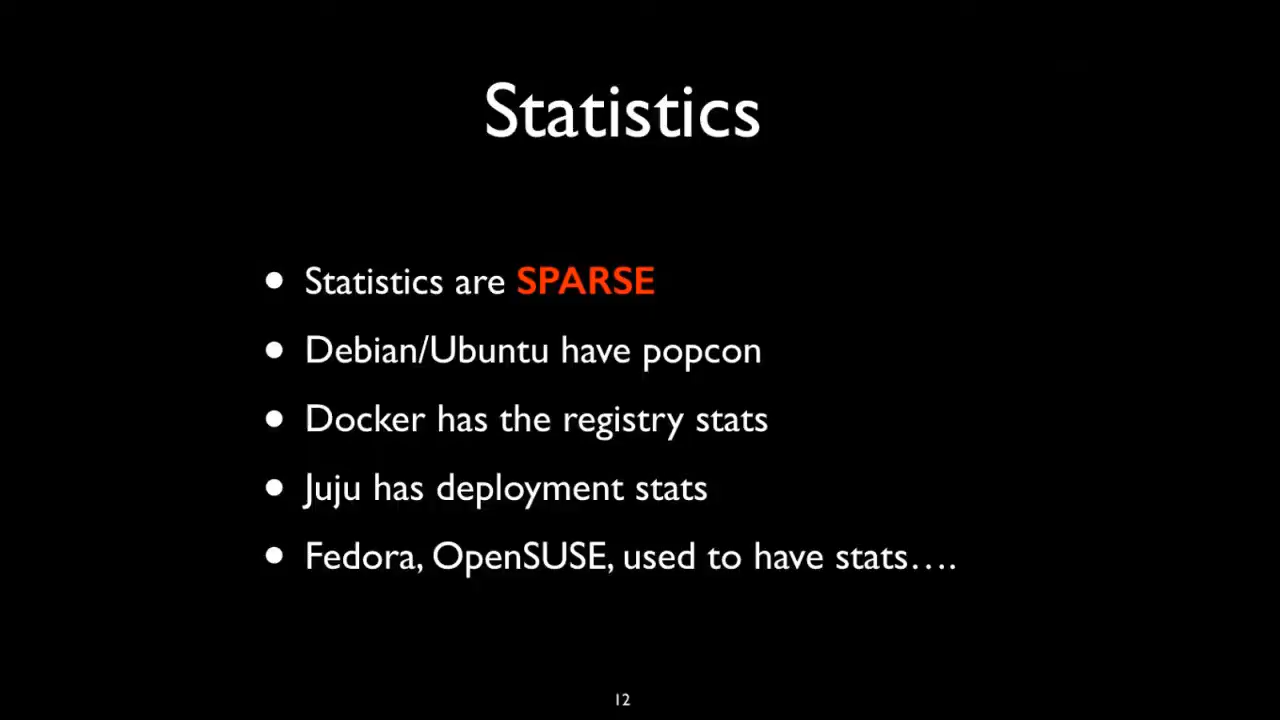 Statistics
• Statistics are SPARSE
• Debian/Ubuntu have popcon
• Docker has the registry stats
• Juju has deployment stats
• Fedora, OpenSUSE, used to have stats….
12